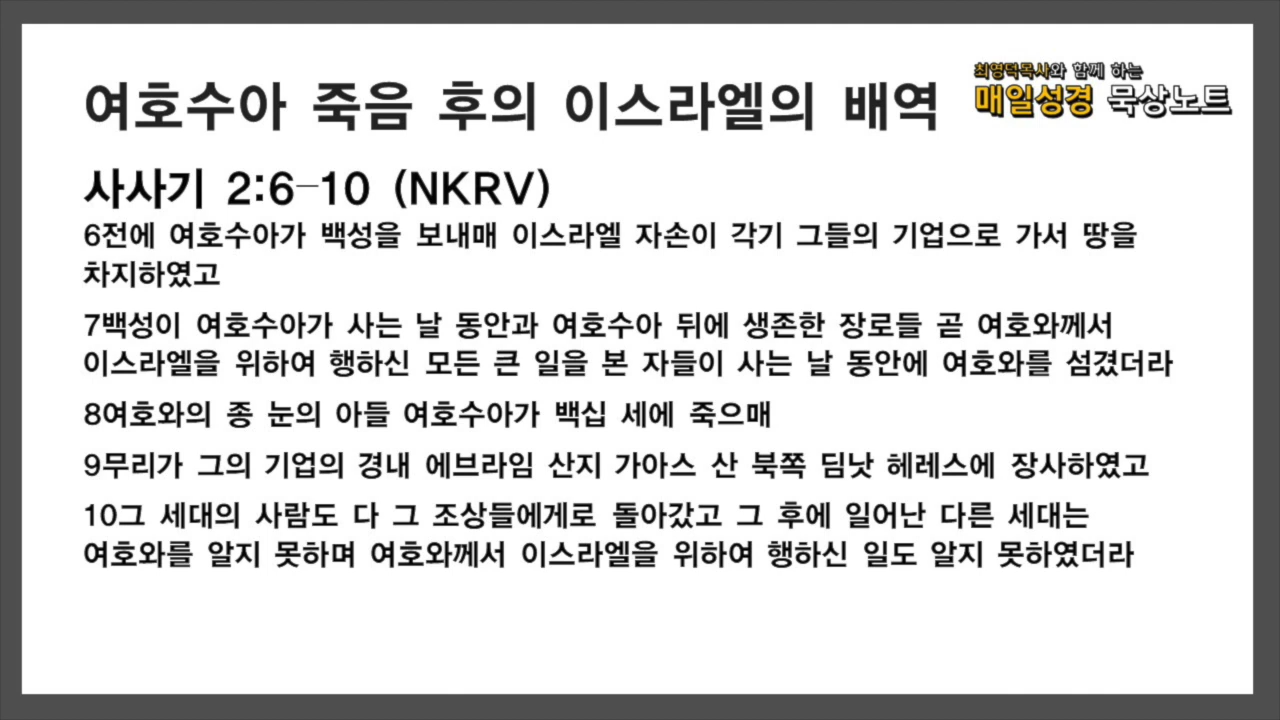 여호수아 죽음 후의 이스라엘의 배역
최영덕목사와 함께 하는
매일성경 묵상노트
사사기 2:6–10 (NKRV)
6전에 여호수아가 백성을 보내매 이스라엘 자손이 각기 그들의 기업으로 가서 땅을
차지하였고
7백성이 여호수아가 사는 날 동안과 여호수아 뒤에 생존한 장로들 곧 여호와께서
이스라엘을 위하여 행하신 모든 큰 일을 본 자들이 사는 날 동안에 여호와를 섬겼더라
8여호와의 종 눈의 아들 여호수아가 백십 세에 죽으매
9무리가 그의 기업의 경내 에브라임 산지 가아스 산 북쪽 딤낫 헤레스에 장사하였고
10그 세대의 사람도 다 그 조상들에게로 돌아갔고 그 후에 일어난 다른 세대는
여호와를 알지 못하며 여호와께서 이스라엘을 위하여 행하신 일도 알지 못하였더라